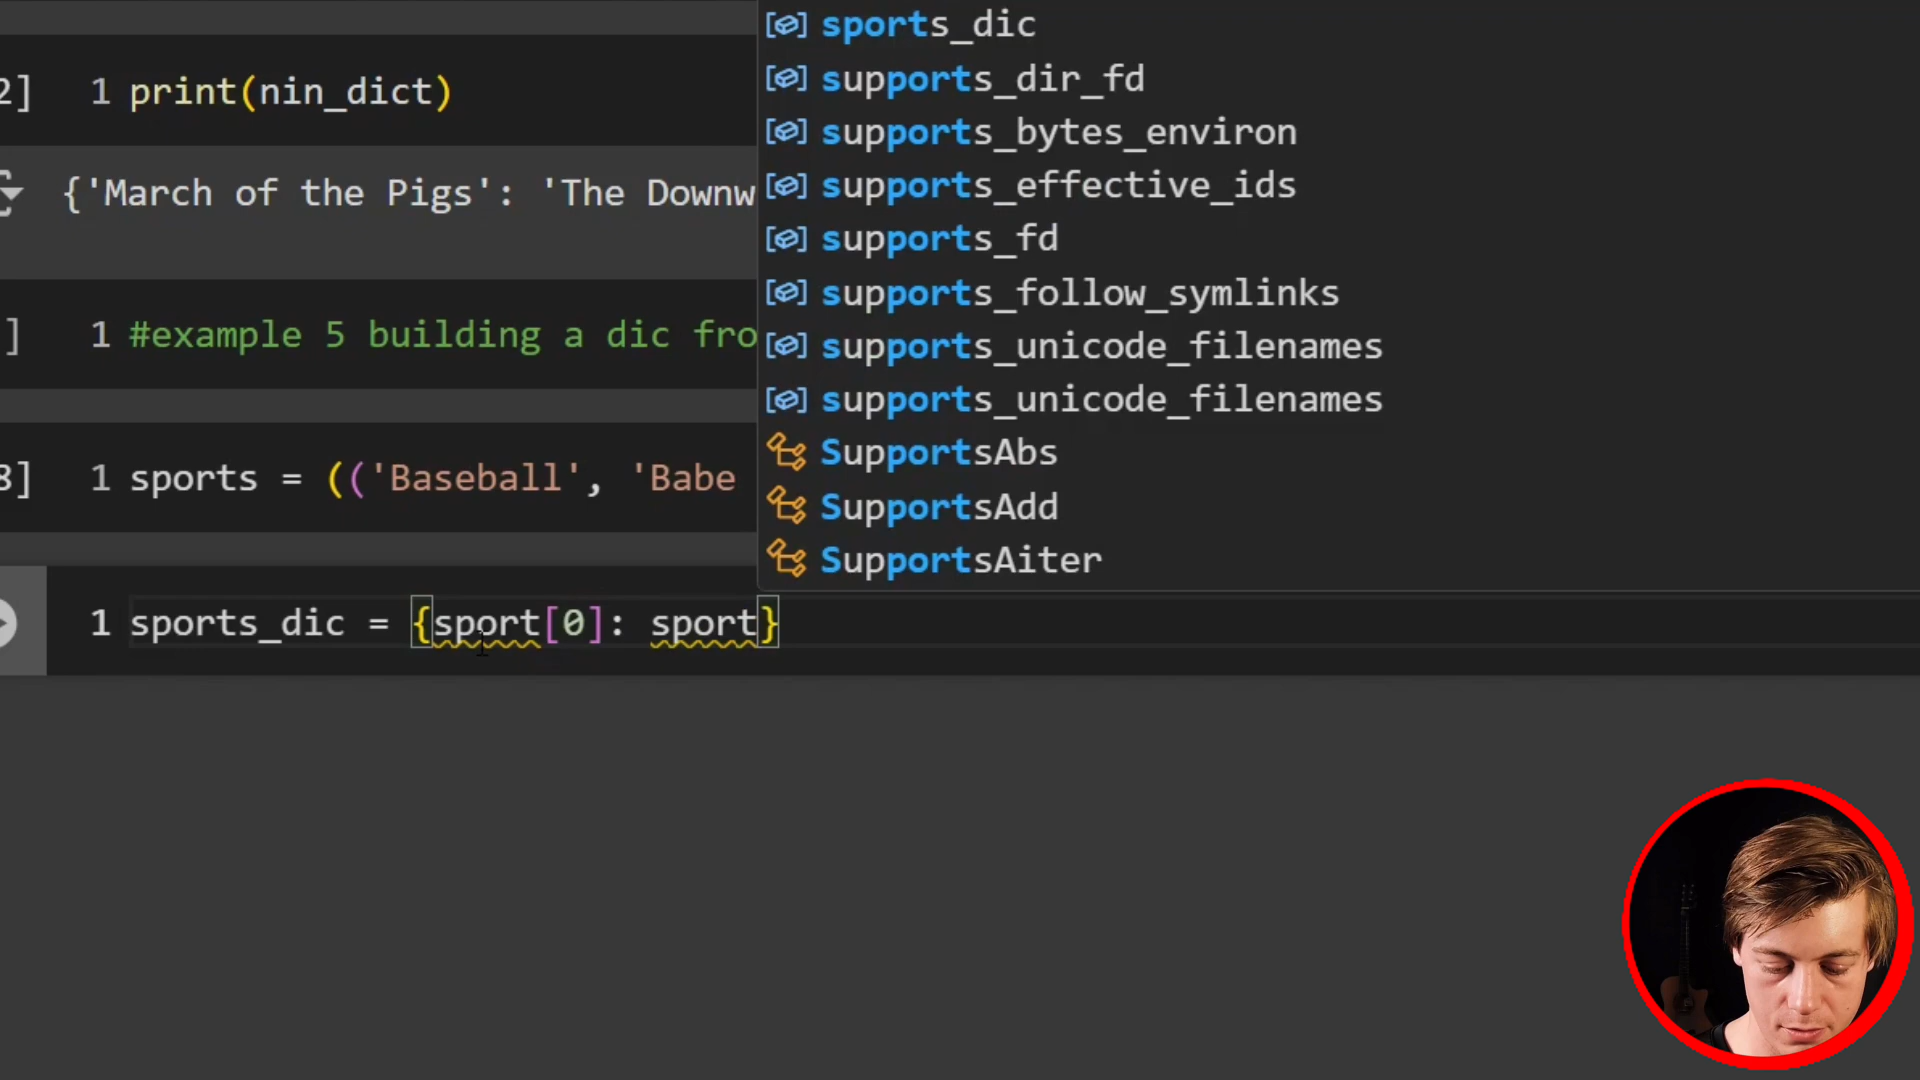 sports_dic
supports_dir_fd
2] 1 print(nin_dict)
supports_bytes_environ
supports_effective_ids
{'March of the Pigs': 'The Downw
supports_fd
supports_follow_symlinks
] 1 #example 5 building a dic fro
supports_unicode_filenames
supports_unicode_filenames
SupportsAbs
8] 1 sports = (('Baseball', 'Babe
SupportsAdd
SupportsAiter
1 sports_dic = {sport[0]: sport}